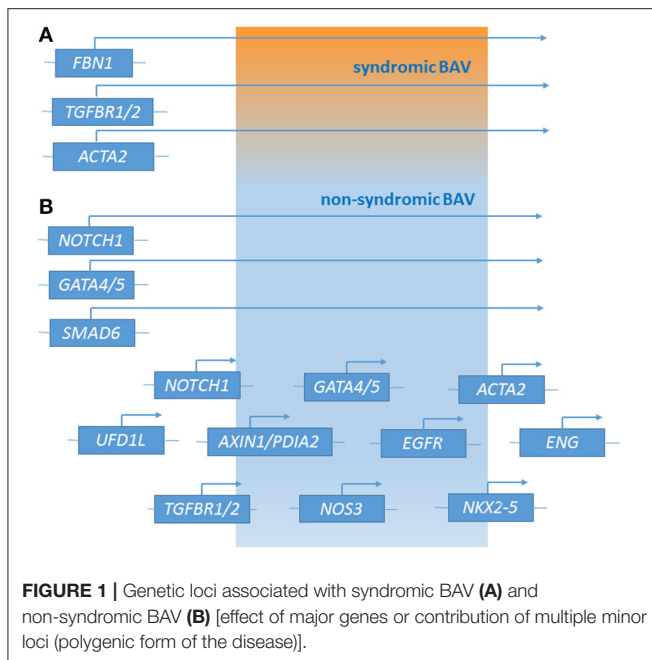 A
FBN1
syndromic BAV
TGFBR1/2
ACTA2
B
non-syndromic BAV
NOTCH1
GATA4/5
SMAD6
NOTCH1 GATA4/5 ACTA2
UFD1L AXIN1/PDIA2 EGFR ENG
TGFBR1/2 NOS3 NKX2-5
FIGURE 1 | Genetic loci associated with syndromic BAV (A) and
non-syndromic BAV (B) [effect of major genes or contribution of multiple minor
loci (polygenic form of the disease)].